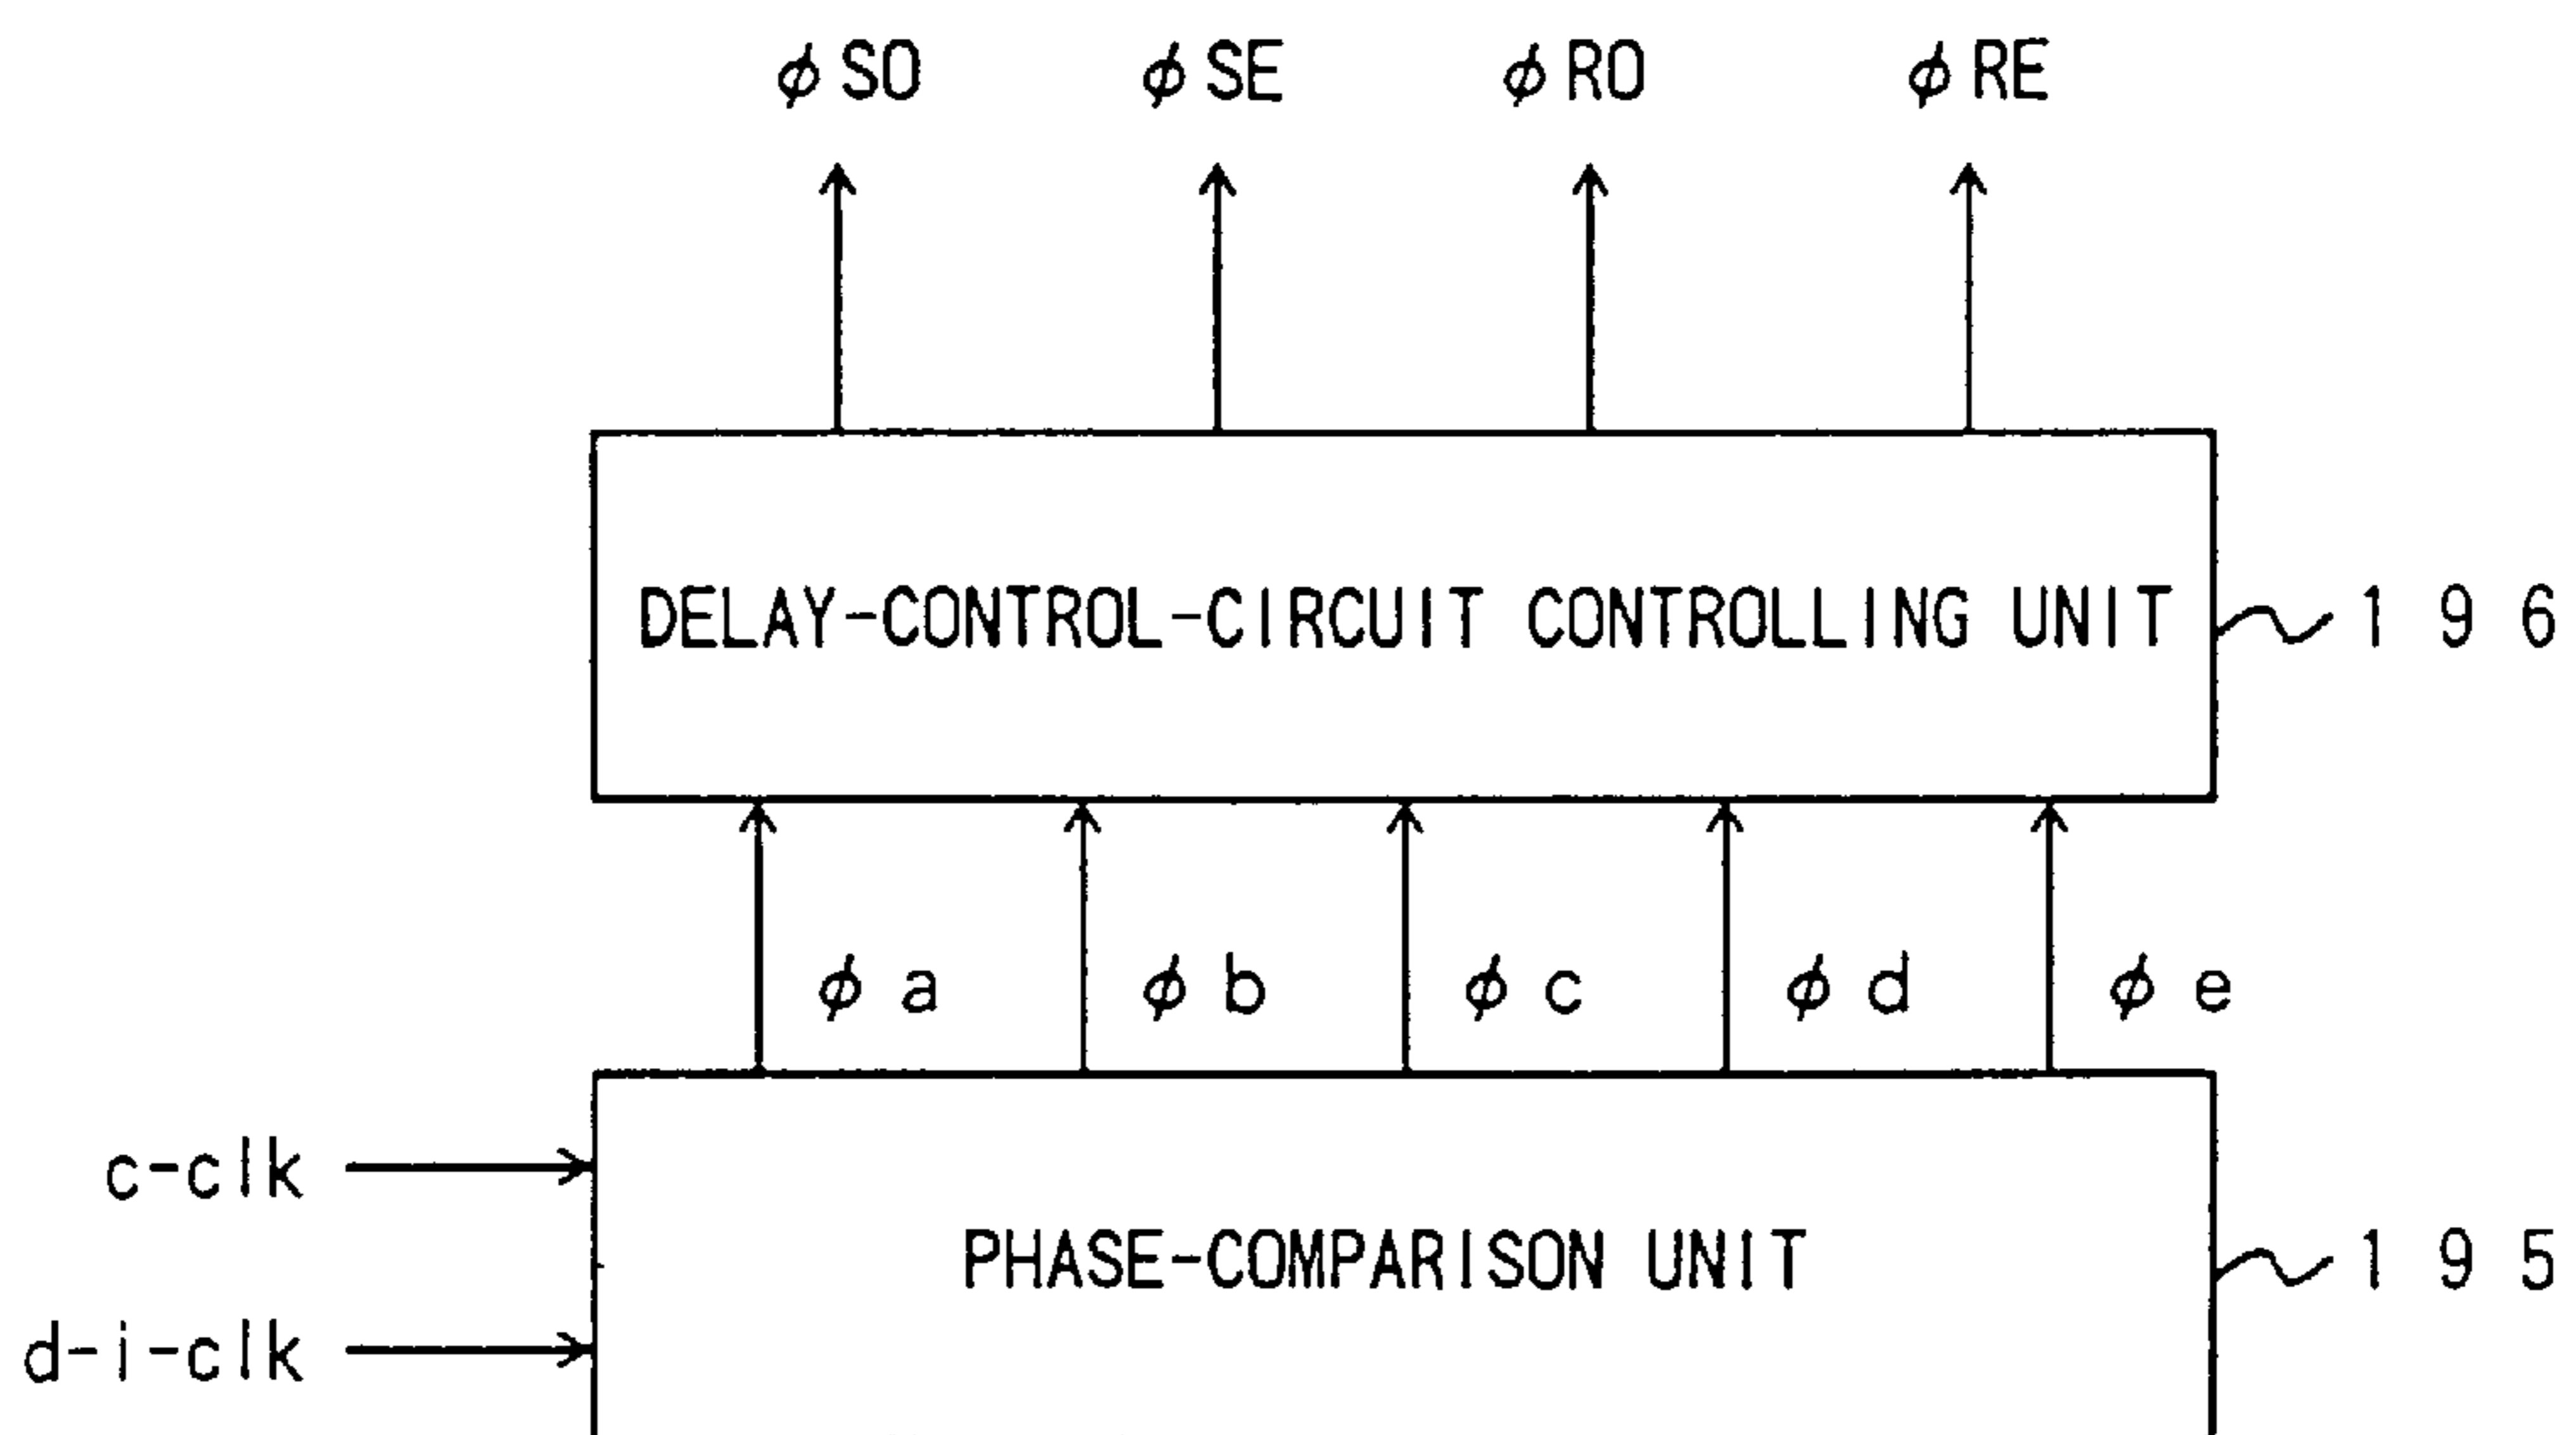 φSO φSE φRO φRE
DELAY-CONTROL-CIRCUIT CONTROLLING UNIT 196
φa φb φc φd φe
c-clk
PHASE-COMPARISON UNIT 195
d-i-clk